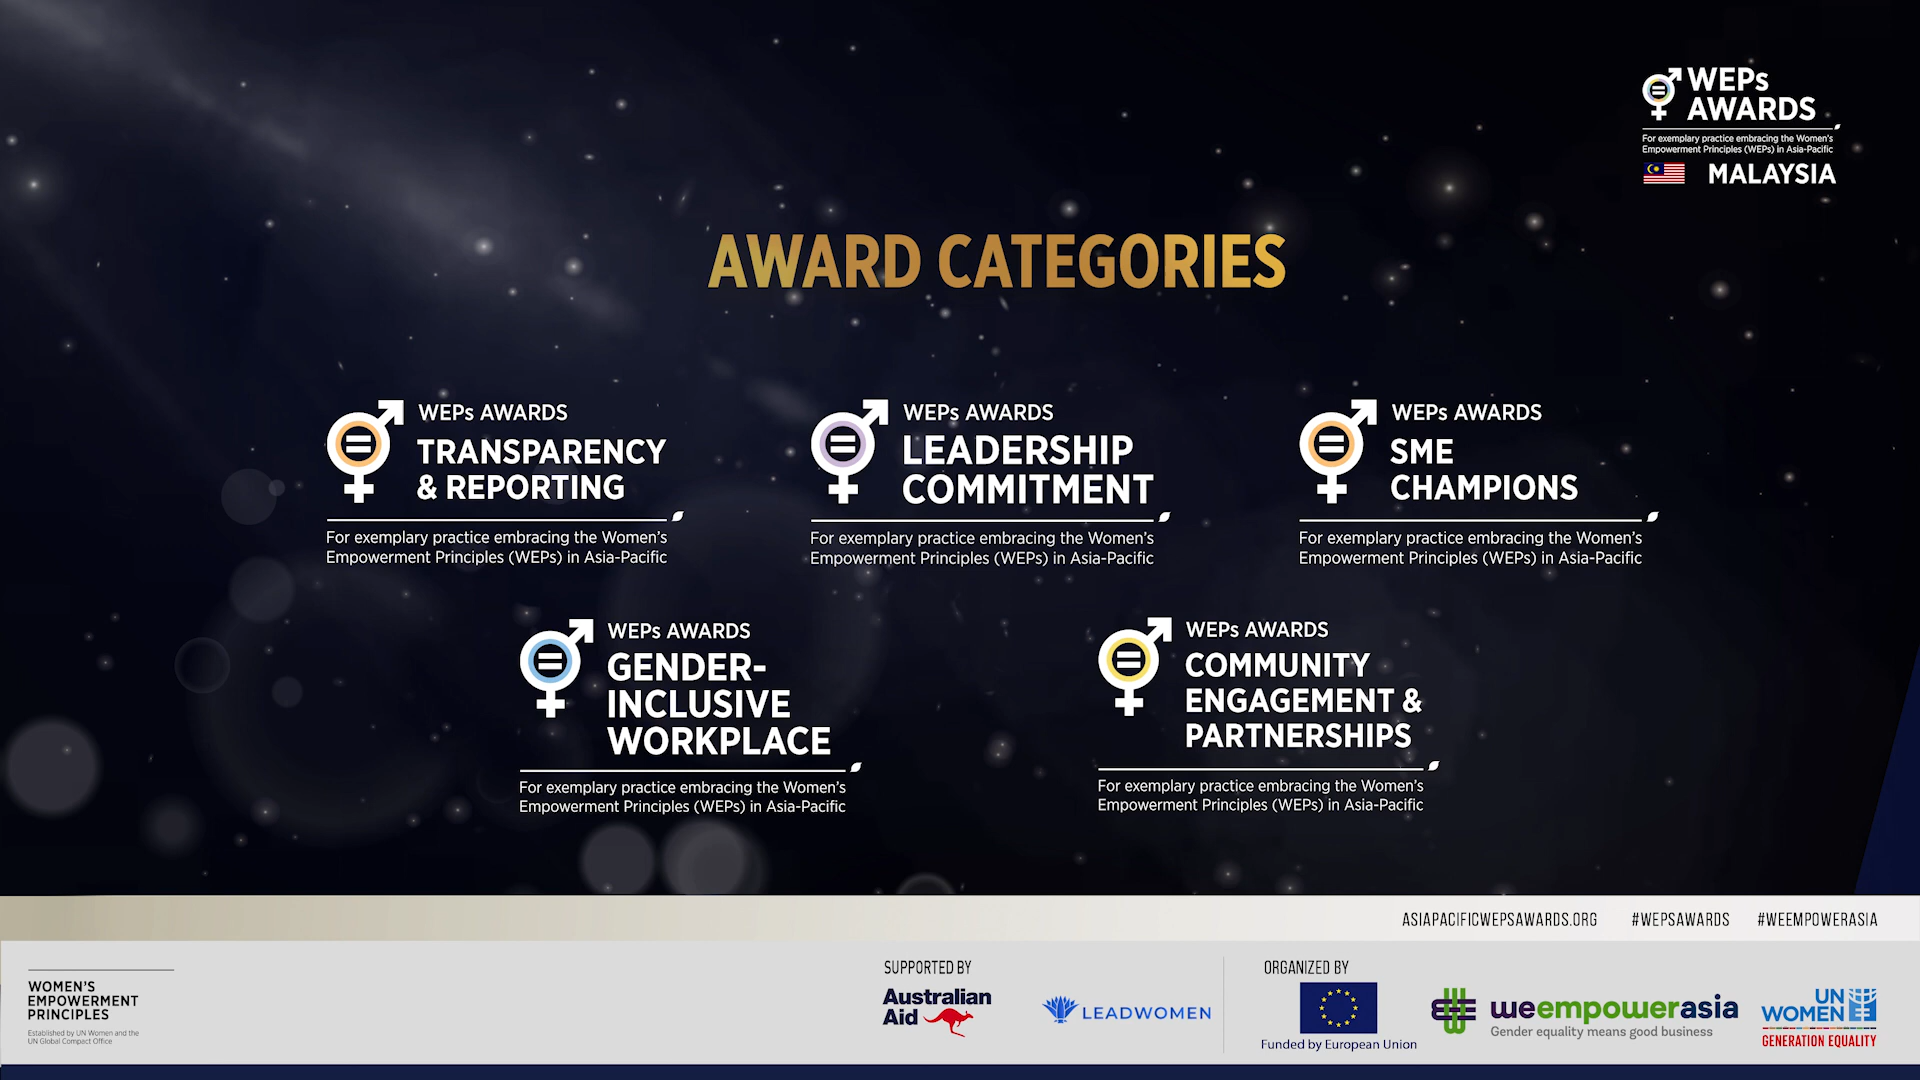 WEPs
AWARDS
For exemplary practice embracing the Women's
Empowerment Principles (WEPs) in Asia-Pacific
MALAYSIA
AWARD CATEGORIES
WEPs AWARDS
TRANSPARENCY
& REPORTING
For exemplary practice embracing the Women's
Empowerment Principles (WEPs) in Asia-Pacific
WEPs AWARDS
LEADERSHIP
COMMITMENT
For exemplary practice embracing the Women's
Empowerment Principles (WEPs) in Asia-Pacific
WEPs AWARDS
SME
CHAMPIONS
For exemplary practice embracing the Women's
Empowerment Principles (WEPs) in Asia-Pacific
WEPs AWARDS
GENDER-
INCLUSIVE
WORKPLACE
For exemplary practice embracing the Women's
Empowerment Principles (WEPs) in Asia-Pacific
WEPs AWARDS
COMMUNITY
ENGAGEMENT &
PARTNERSHIPS
For exemplary practice embracing the Women's
Empowerment Principles (WEPs) in Asia-Pacific
ASIAPACIFICWEPSAWARDS.ORG #WEPSAWARDS #WEEMPOWERASIA
WOMEN'S
EMPOWERMENT
PRINCIPLES
Established by UN Women and the
UN Global Compact Office
SUPPORTED BY
Australian
Aid
LEADWOMEN
ORGANIZED BY
Funded by European Union
weempowerasia
Gender equality means good business
UN
WOMEN
GENERATION EQUALITY